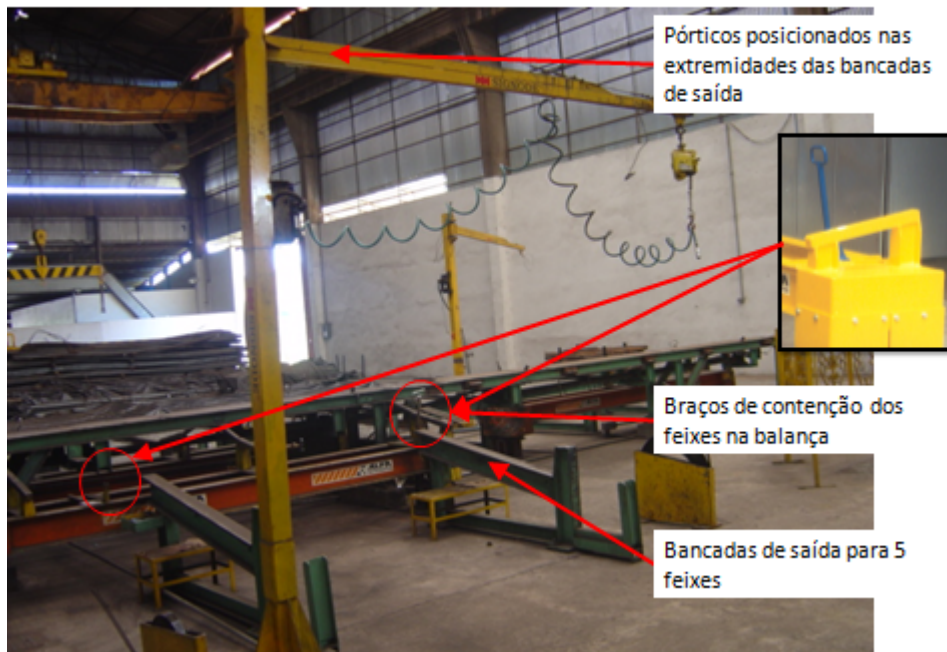 Pórticos posicionados nas
extremidades das bancadas
de saída
Braços de contenção dos
feixes na balança
ALFA
Bancadas de saída para 5
feixes